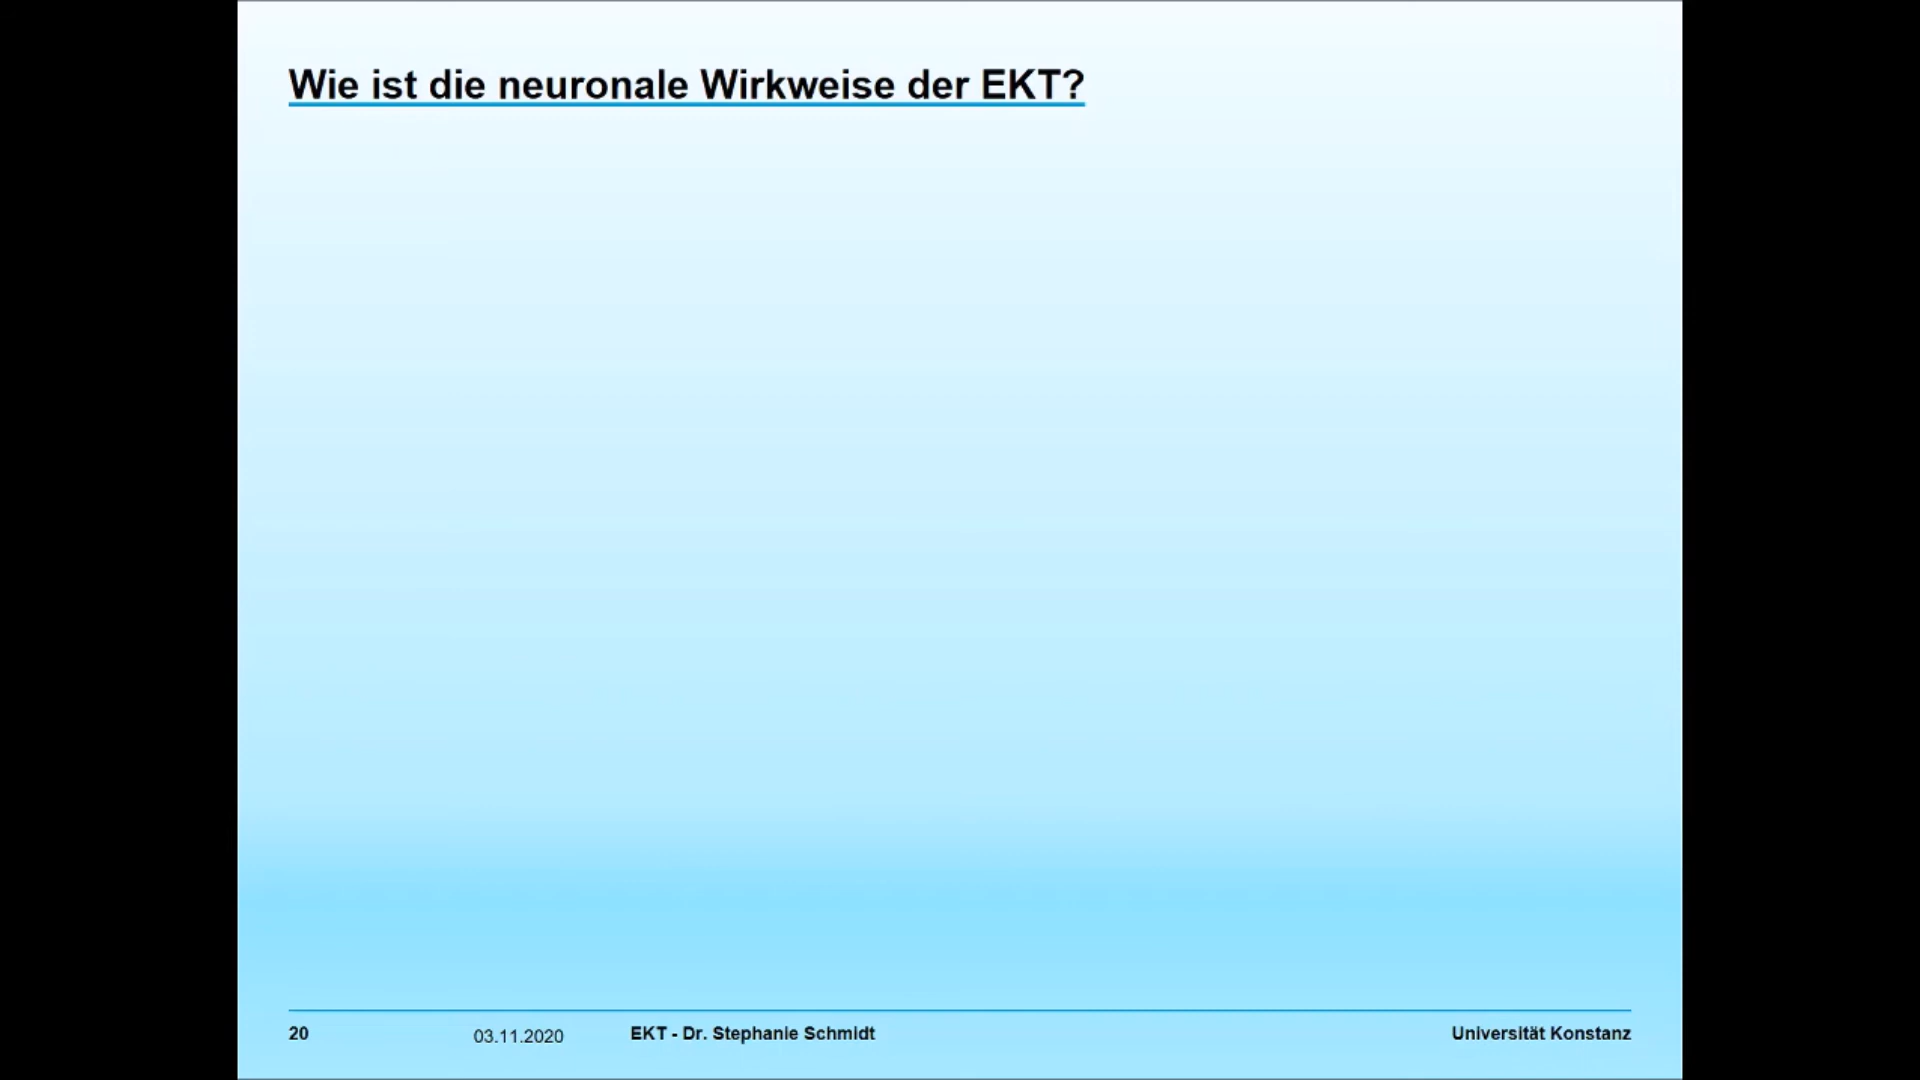 Wie ist die neuronale Wirkweise der EKT?
20 03.11.2020 EKT - Dr. Stephanie Schmidt Universität Konstanz